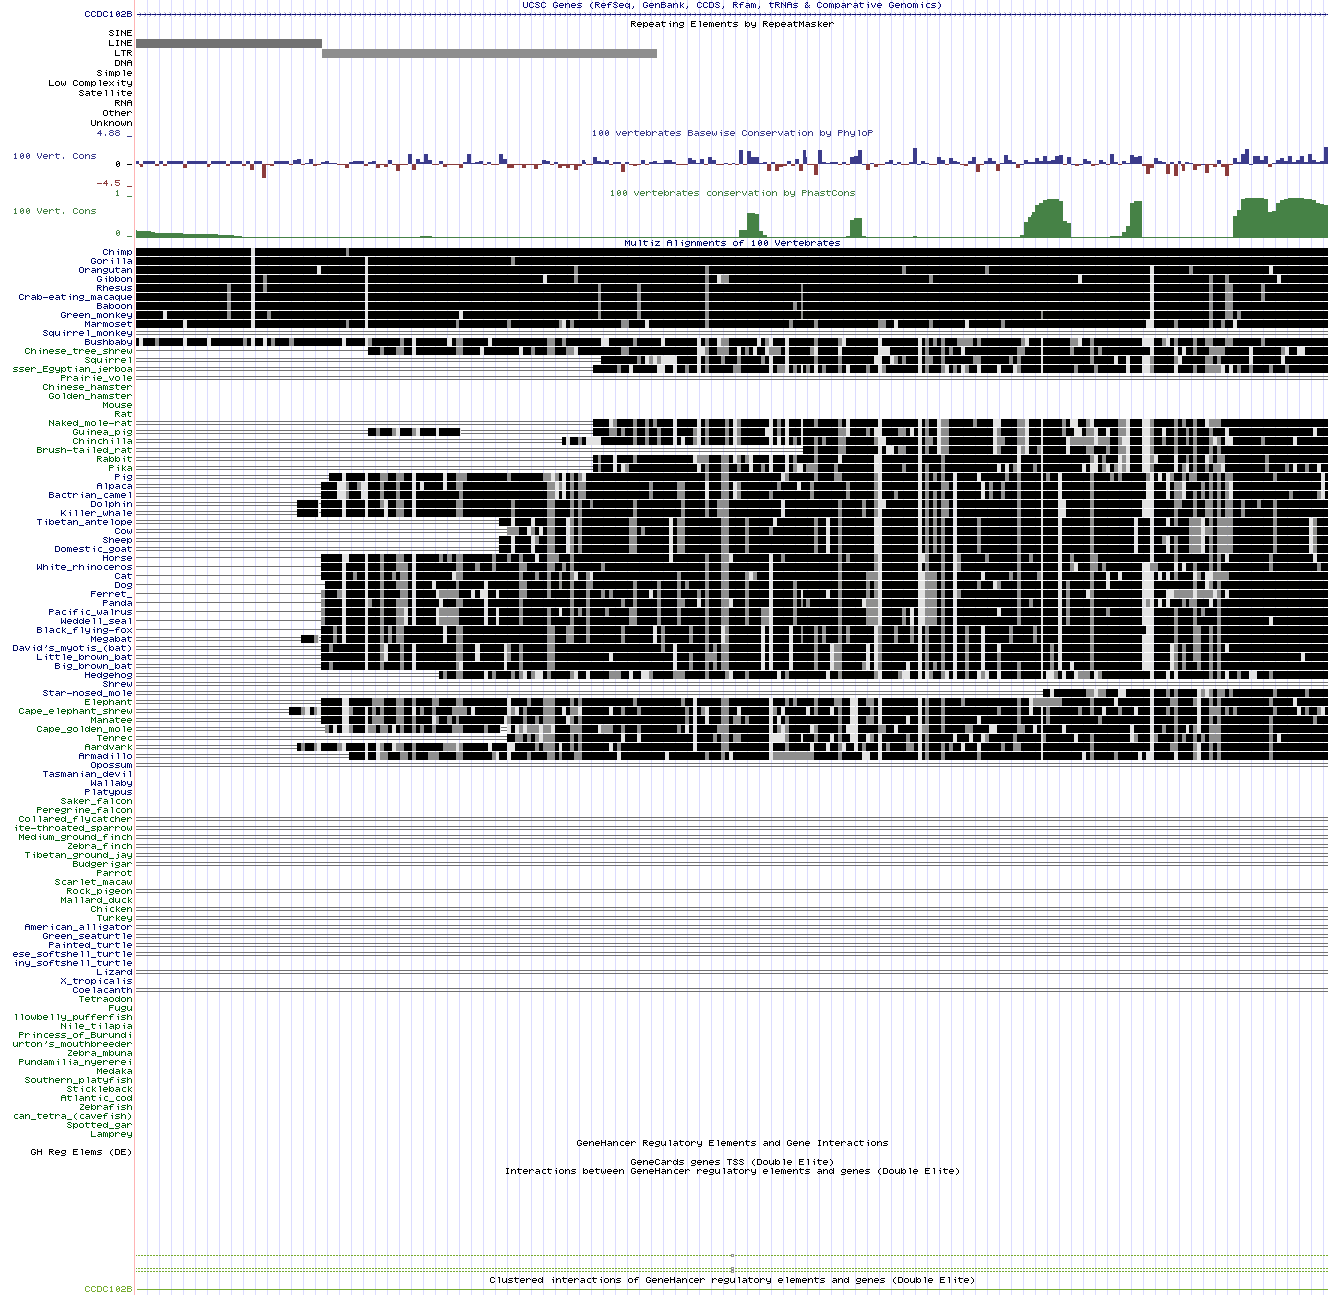 UCSC Genes (RefSeq, GenBank, CCDS, Rfam, tRNAs & Comparative Genomics)
CCDC102B
Repeating Elements by RepeatMasker
SINE
LINE
LTR
DNA
Simple
Low Complexity
Satellite
RNA
Other
Unknown
4.88 _
100 vertebrates Basewise Conservation by PhyloP
100 Vert. Cons
0 _
-4.5 _
1 _
100 vertebrates conservation by PhastCons
100 Vert. Cons
0 _
Multiz Alignments of 100 Vertebrates
Chimp
Gorilla
Orangutan
Gibbon
Rhesus
Crab-eating_macaque
Baboon
Green_monkey
Marmoset
Squirrel_monkey
Bushbaby
Chinese_tree_shrew
Squirrel
sser_Egyptian_jerboa
Prairie_vole
Chinese_hamster
Golden_hamster
Mouse
Rat
Naked_mole-rat
Guinea_pig
Chinchilla
Brush-tailed_rat
Rabbit
Pika
Pig
Alpaca
Bactrian_camel
Dolphin
Killer_whale
Tibetan_antelope
Cow
Sheep
Domestic_goat
Horse
White_rhinoceros
Cat
Dog
Ferret_
Panda
Pacific_walrus
Weddell_seal
Black_flying-fox
Megabat
David's_myotis_(bat)
Little_brown_bat
Big_brown_bat
Hedgehog
Shrew
Star-nosed_mole
Elephant
Cape_elephant_shrew
Manatee
Cape_golden_mole
Tenrec
Aardvark
Armadillo
Opossum
Tasmanian_devil
Wallaby
Platypus
Saker_falcon
Peregrine_falcon
Collared_flycatcher
ite-throated_sparrow
Medium_ground_finch
Zebra_finch
Tibetan_ground_jay
Budgerigar
Parrot
Scarlet_macaw
Rock_pigeon
Mallard_duck
Chicken
Turkey
American_alligator
Green_seaturtle
Painted_turtle
ese_softshell_turtle
iny_softshell_turtle
Lizard
X_tropicalis
Coelacanth
Tetraodon
Fugu
llowbelly_pufferfish
Nile_tilapia
Princess_of_Burundi
urton's_mouthbreeder
Zebra_mbuna
Pundamilia_nyererei
Medaka
Southern_platyfish
Stickleback
Atlantic_cod
Zebrafish
can_tetra_(cavefish)
Spotted_gar
Lamprey
GeneHancer Regulatory Elements and Gene Interactions
GH Reg Elems (DE)
GeneCards genes TSS (Double Elite)
Interactions between GeneHancer regulatory elements and genes (Double Elite)
Clustered interactions of GeneHancer regulatory elements and genes (Double Elite)
CCDC102B